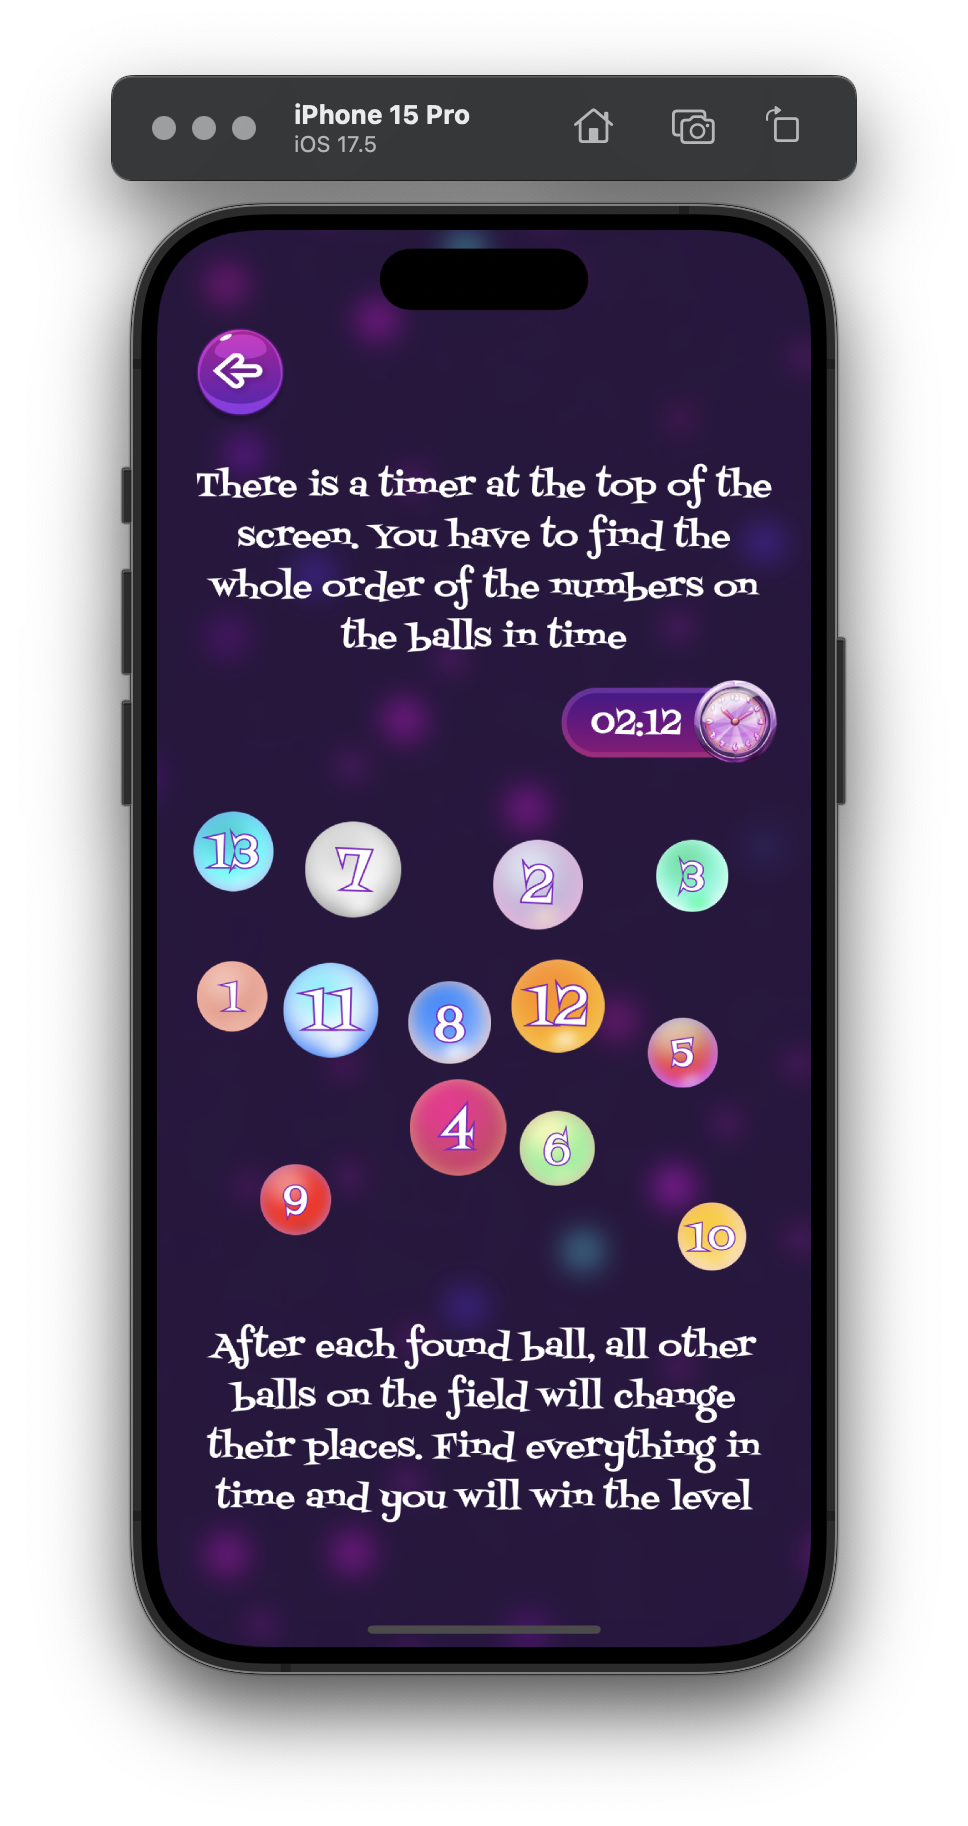 iPhone 15 Pro
iOS 17.5
There is a timer at the top of the
screen. You have to find the
whole order of the numbers on
the balls in time
02:12
13 7 2 3
1 11 8 12
5
4 6
9
10
After each found ball, all other
balls on the field will change
their places. Find everything in
time and you will win the level